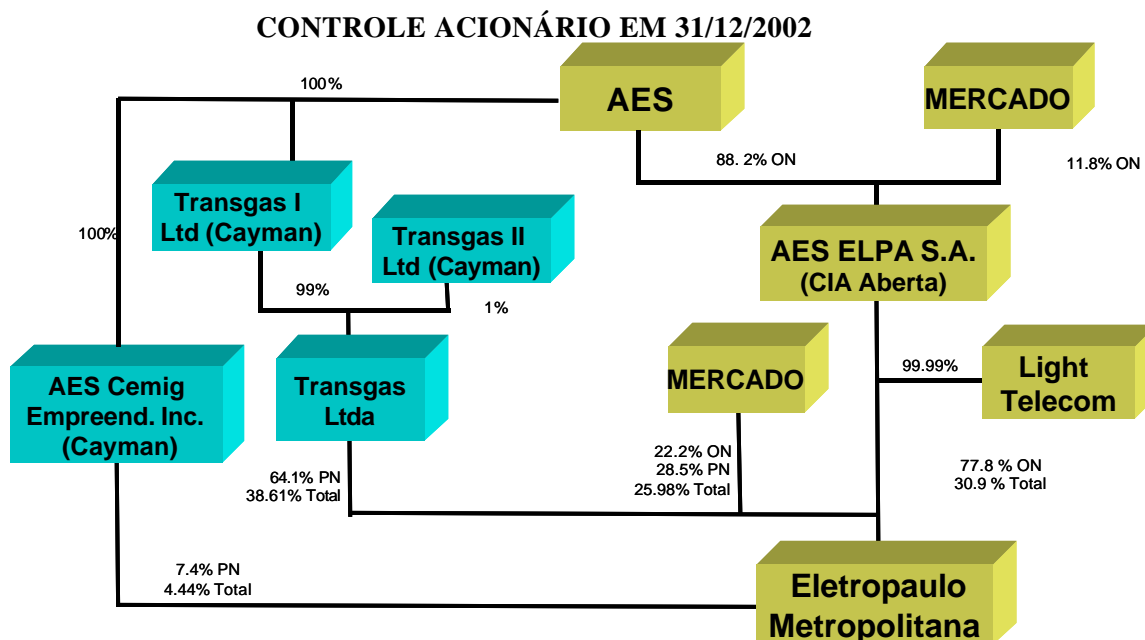 CONTROLE ACIONÁRIO EM 31/12/2002
100%
AES
MERCADO
88. 2% ON
11.8% ON
Transgas I
Ltd (Cayman)
Transgas II
Ltd (Cayman)
100%
AES ELPA S.A.
(CIA Aberta)
99%
1%
AES Cemig
Empreend. Inc.
(Cayman)
Transgas
Ltda
MERCADO
99.99%
Light
Telecom
64.1% PN
38.61% Total
22.2% ON
28.5% PN
25.98% Total
77.8 % ON
30.9 % Total
7.4% PN
4.44% Total
Eletropaulo
Metropolitana